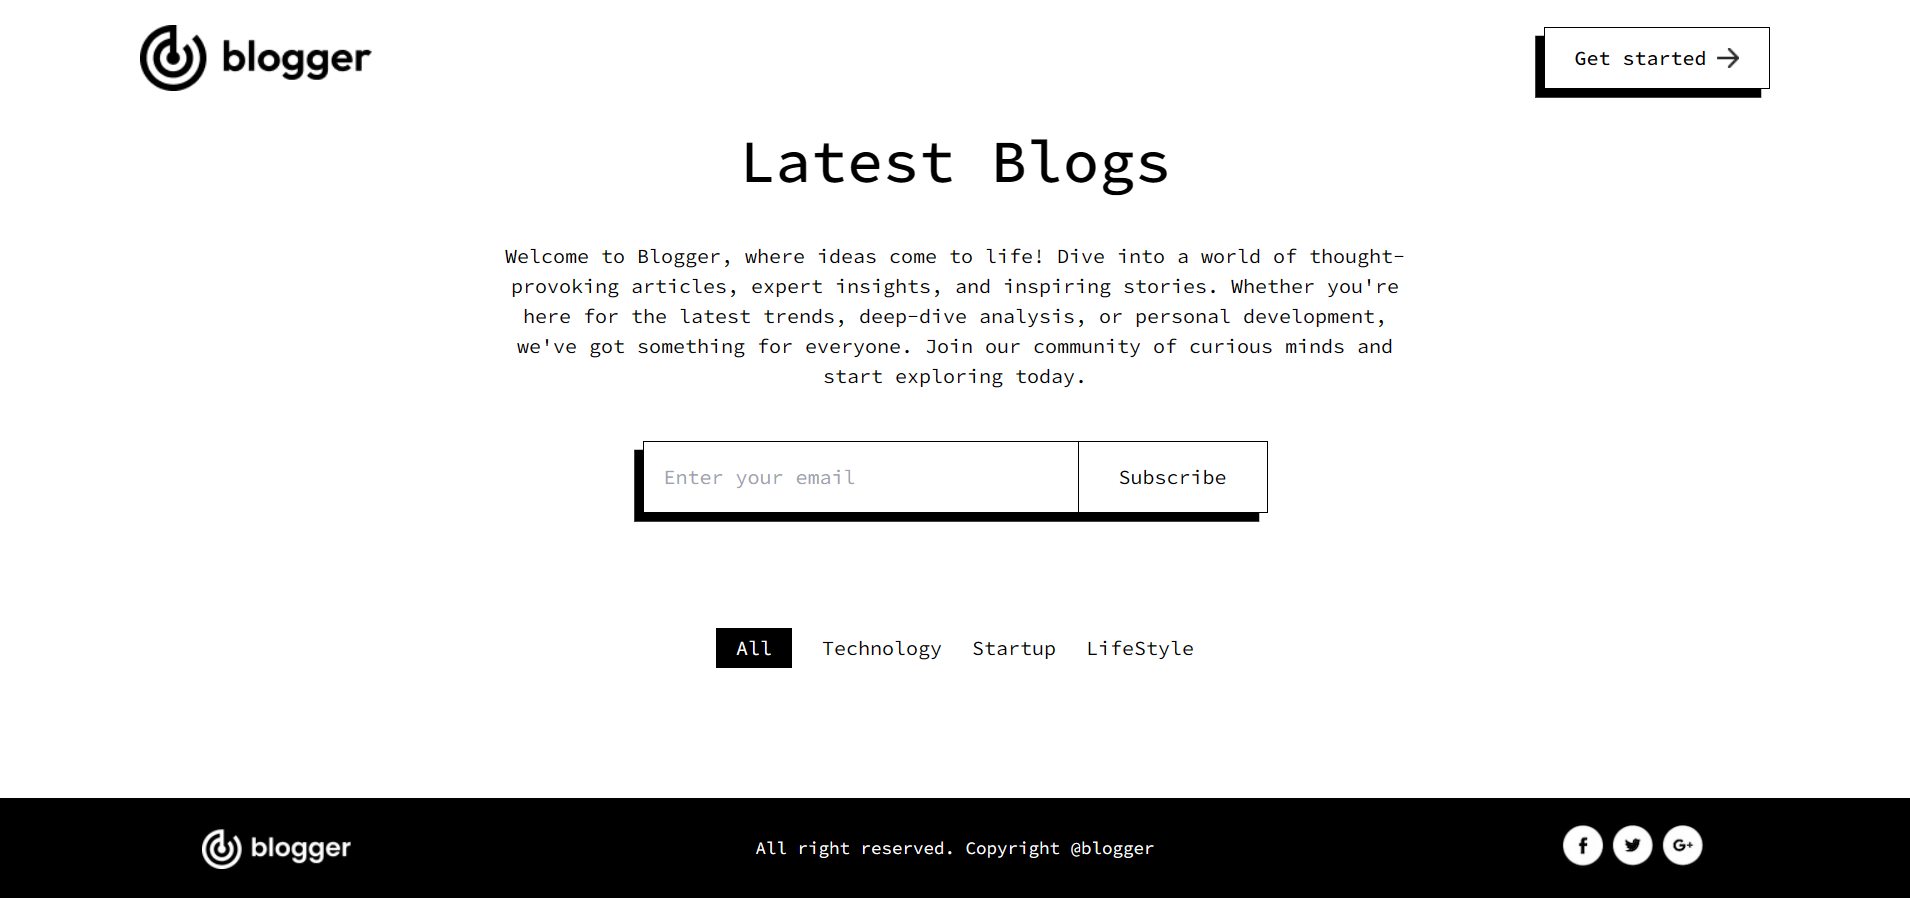 blogger
Get started
Latest Blogs
Welcome to Blogger, where ideas come to life! Dive into a world of thought-
provoking articles, expert insights, and inspiring stories. Whether you're
here for the latest trends, deep-dive analysis, or personal development,
we've got something for everyone. Join our community of curious minds and
start exploring today.
Enter your email
Subscribe
All
Technology
Startup
LifeStyle
blogger
All right reserved. Copyright @blogger
f
G+